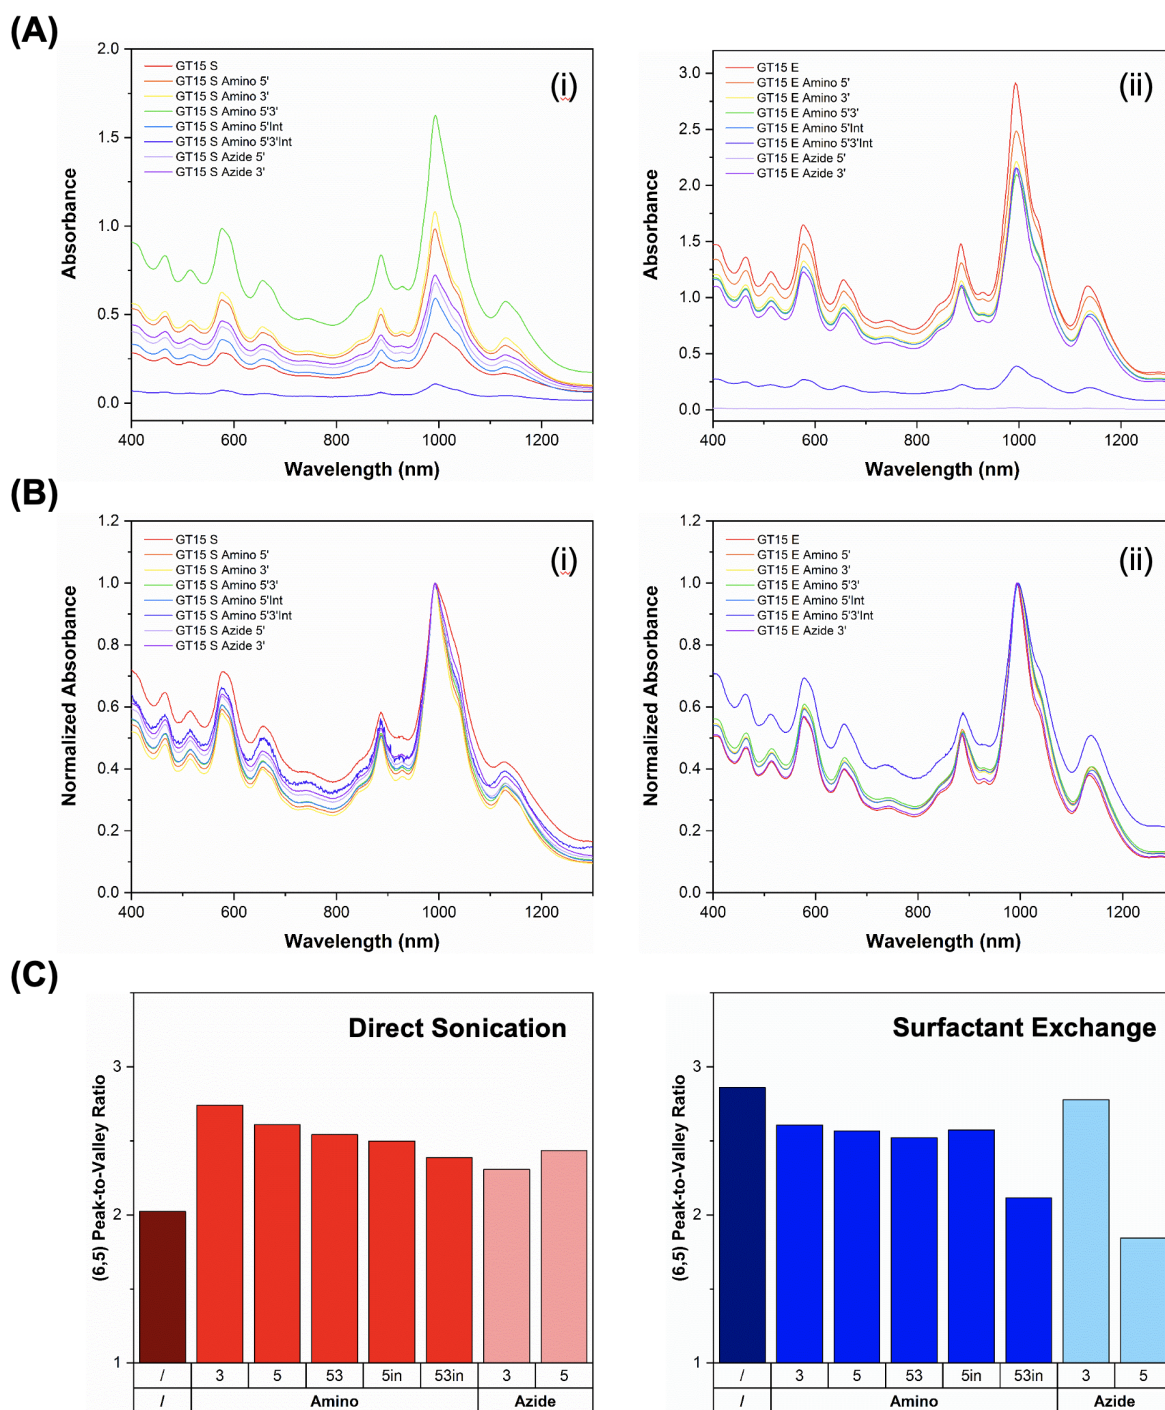 (A)
(i)
GT15 S
GT15 S Amino 5'
GT15 S Amino 3'
GT15 S Amino 5'3'
GT15 S Amino 5'Int
GT15 S Amino 5'3'Int
GT15 S Azide 5'
GT15 S Azide 3'
2.0
1.5
1.0
0.5
0.0
Absorbance
400 600 800 1000 1200
Wavelength (nm)
(ii)
GT15 E
GT15 E Amino 5'
GT15 E Amino 3'
GT15 E Amino 5'3'
GT15 E Amino 5'Int
GT15 E Amino 5'3'Int
GT15 E Azide 5'
GT15 E Azide 3'
3.0
2.5
2.0
1.5
1.0
0.5
0.0
Absorbance
400 600 800 1000 1200
Wavelength (nm)
(B)
(i)
GT15 S
GT15 S Amino 5'
GT15 S Amino 3'
GT15 S Amino 5'3'
GT15 S Amino 5'Int
GT15 S Amino 5'3'Int
GT15 S Azide 5'
GT15 S Azide 3'
1.2
1.0
0.8
0.6
0.4
0.2
0.0
Normalized Absorbance
400 600 800 1000 1200
Wavelength (nm)
(ii)
GT15 E
GT15 E Amino 5'
GT15 E Amino 3'
GT15 E Amino 5'3'
GT15 E Amino 5'Int
GT15 E Amino 5'3'Int
GT15 E Azide 3'
1.2
1.0
0.8
0.6
0.4
0.2
0.0
Normalized Absorbance
400 600 800 1000 1200
Wavelength (nm)
(C)
Direct Sonication
3
2
1
(6,5) Peak-to-Valley Ratio
/ 3 5 53 5in 53in 3 5
/ Amino Azide
Surfactant Exchange
3
2
1
(6,5) Peak-to-Valley Ratio
/ 3 5 53 5in 53in 3 5
/ Amino Azide